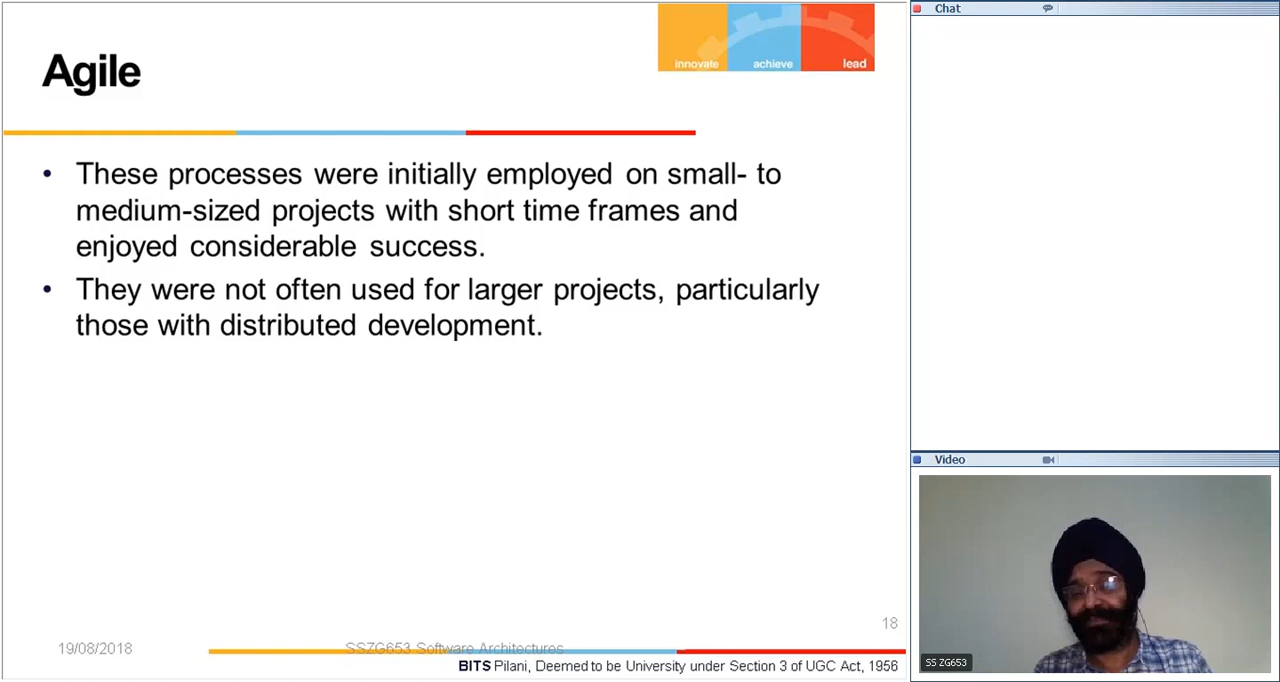 innovate achieve lead
Agile
• These processes were initially employed on small- to
medium-sized projects with short time frames and
enjoyed considerable success.
• They were not often used for larger projects, particularly
those with distributed development.
18
19/08/2018 SSZG653 Software Architectures
BITS Pilani, Deemed to be University under Section 3 of UGC Act, 1956
Chat
Video
SS ZG653